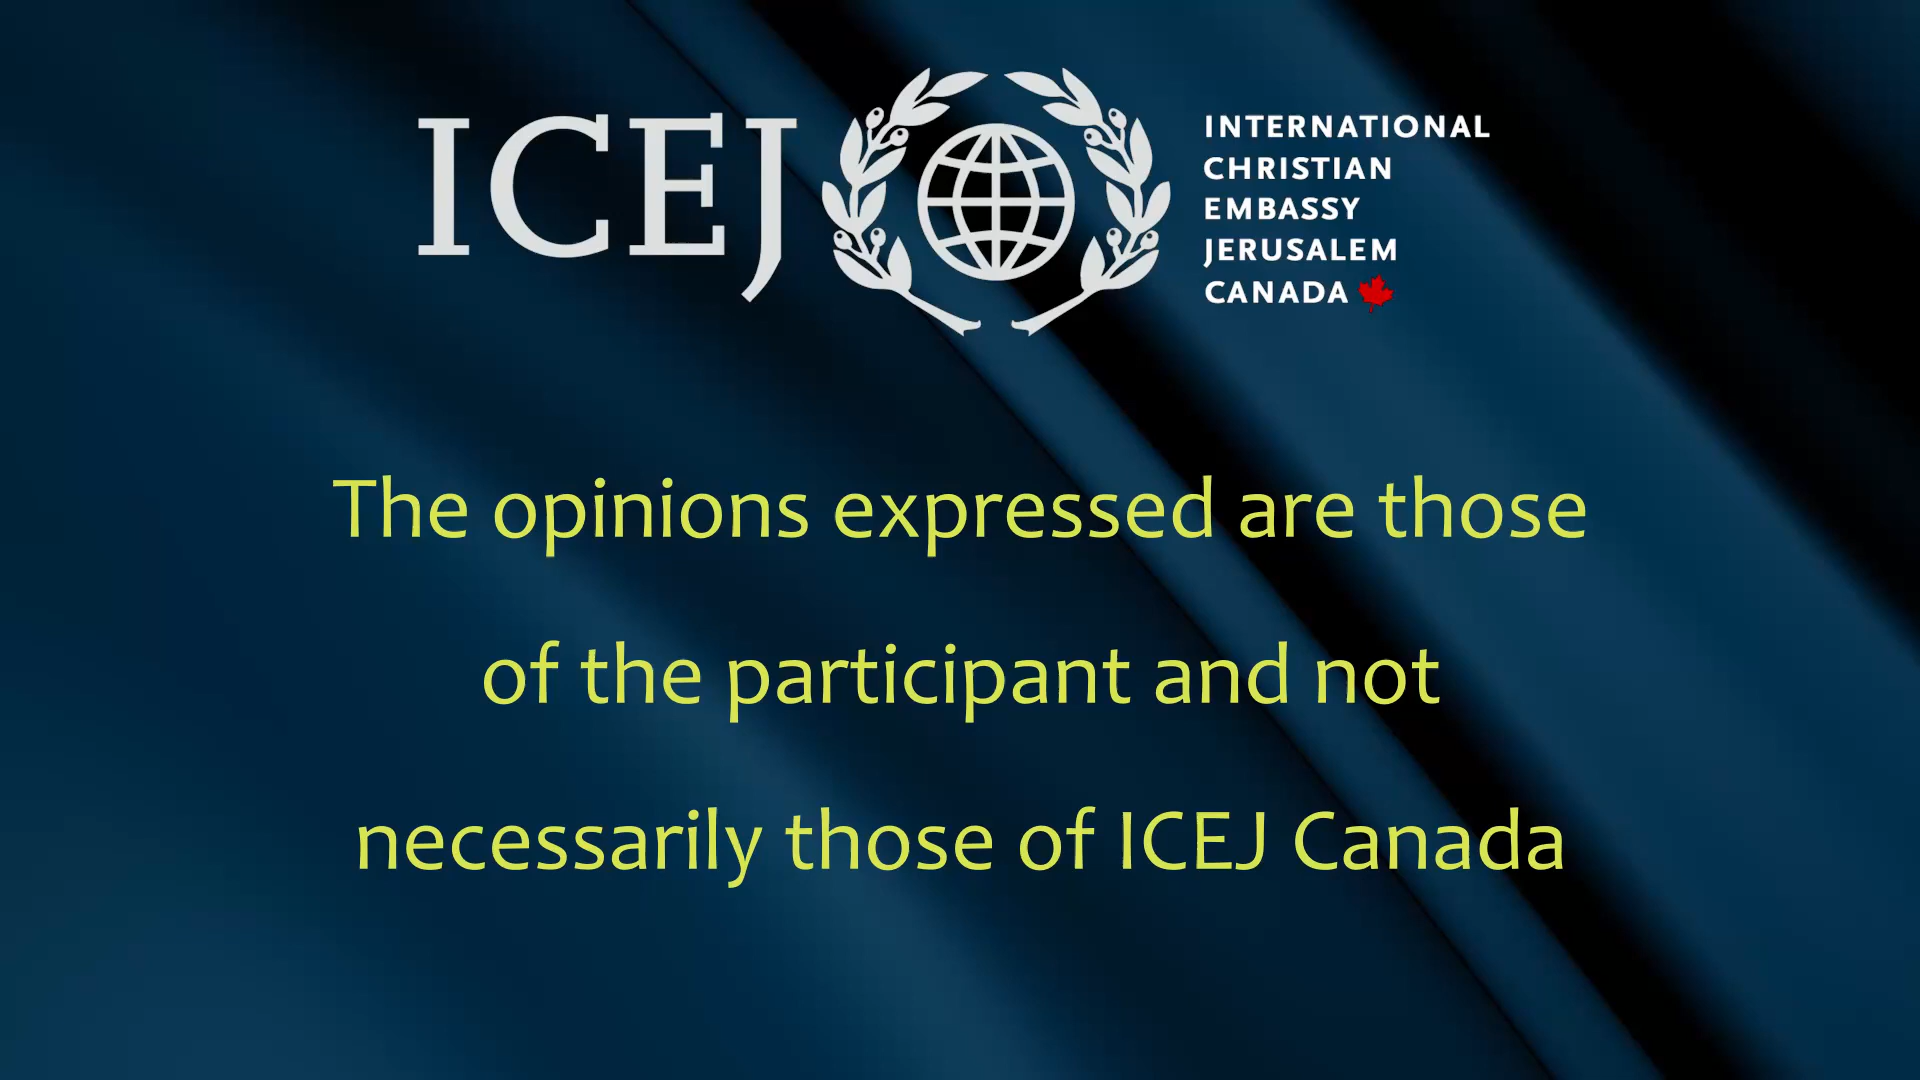 ICEJ
INTERNATIONAL
CHRISTIAN
EMBASSY
JERUSALEM
CANADA
The opinions expressed are those
of the participant and not
necessarily those of ICEJ Canada